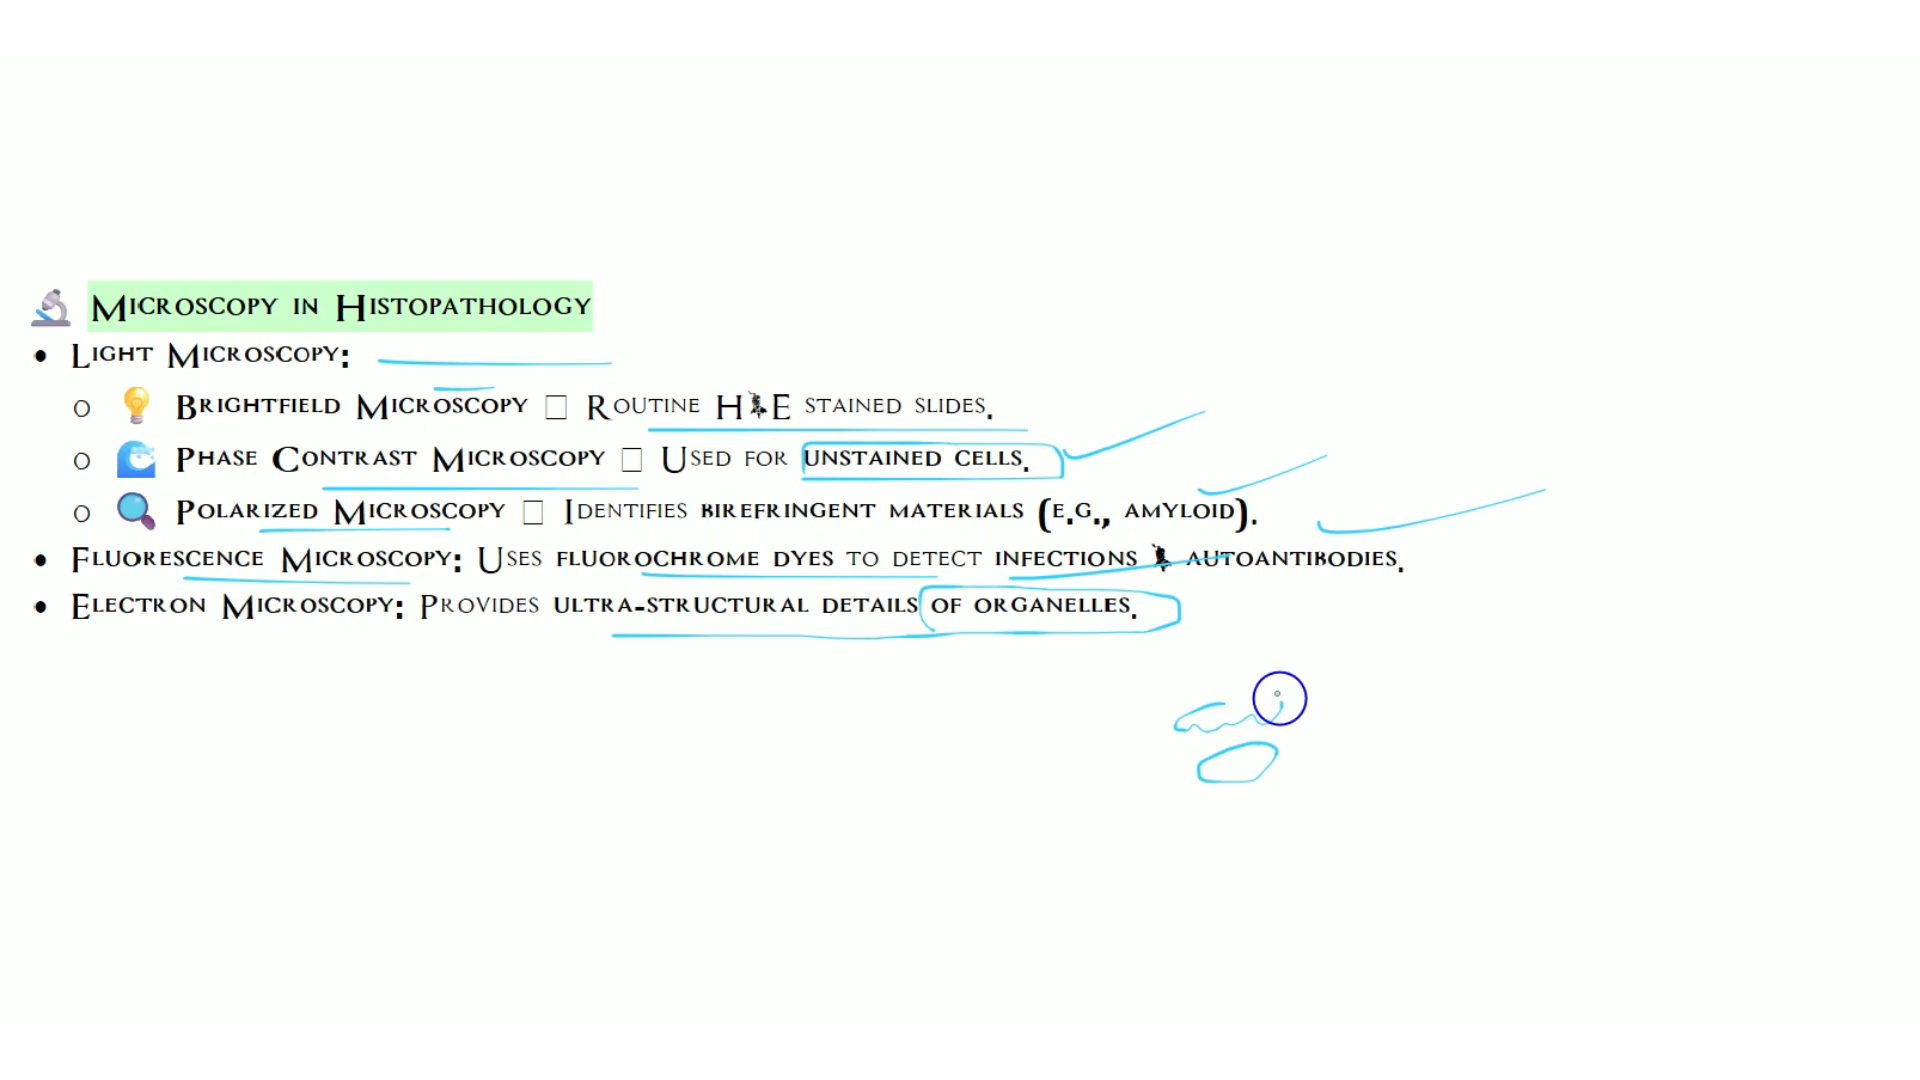 Microscopy in Histopathology
• Light Microscopy:
o Brightfield Microscopy □ Routine H&E stained slides.
o Phase Contrast Microscopy □ Used for unstained cells.
o Polarized Microscopy □ Identifies birefringent materials (e.g., amyloid).
• Fluorescence Microscopy: Uses fluorochrome dyes to detect infections & autoantibodies.
• Electron Microscopy: Provides ultra-structural details of organelles.